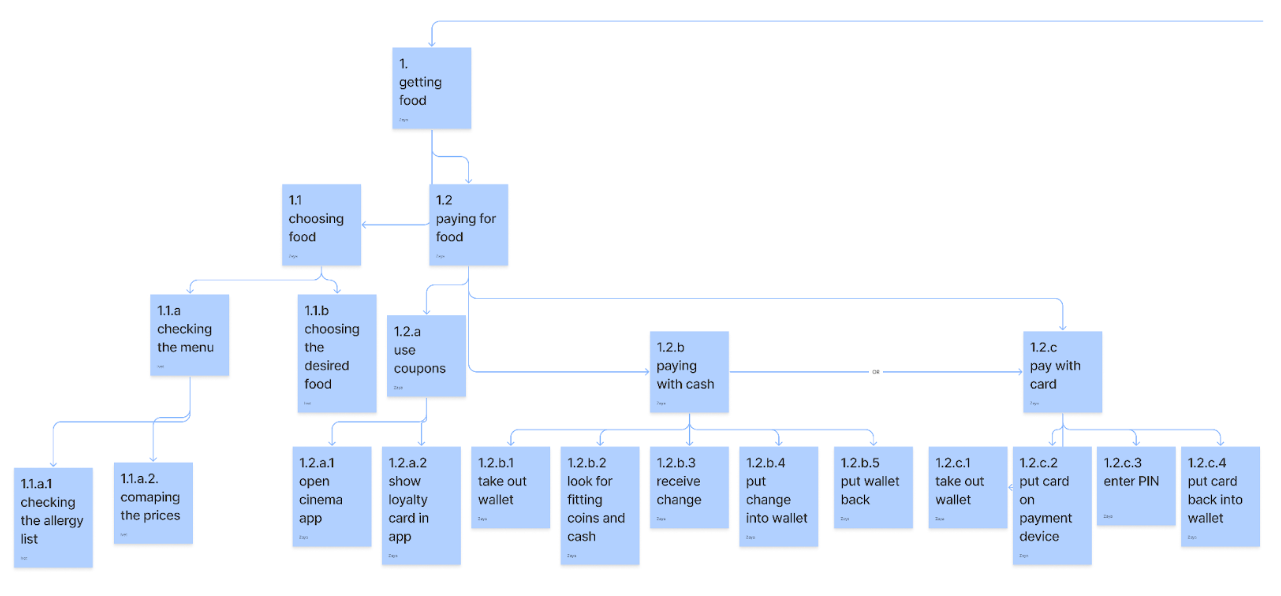 1.
getting
food
1.1
choosing
food
1.2
paying for
food
1.1.a
checking
the menu
1.1.b
choosing
the
desired
food
1.2.a
use
coupons
1.2.b
paying
with cash
OR
1.2.c
pay with
card
1.1.a.1
checking
the allergy
list
1.1.a.2.
comaping
the prices
1.2.a.1
open
cinema
app
1.2.a.2
show
loyalty
card in
app
1.2.b.1
take out
wallet
1.2.b.2
look for
fitting
coins and
cash
1.2.b.3
receive
change
1.2.b.4
put
change
into wallet
1.2.b.5
put wallet
back
1.2.c.1
take out
wallet
1.2.c.2
put card
on
payment
device
1.2.c.3
enter PIN
1.2.c.4
put card
back into
wallet